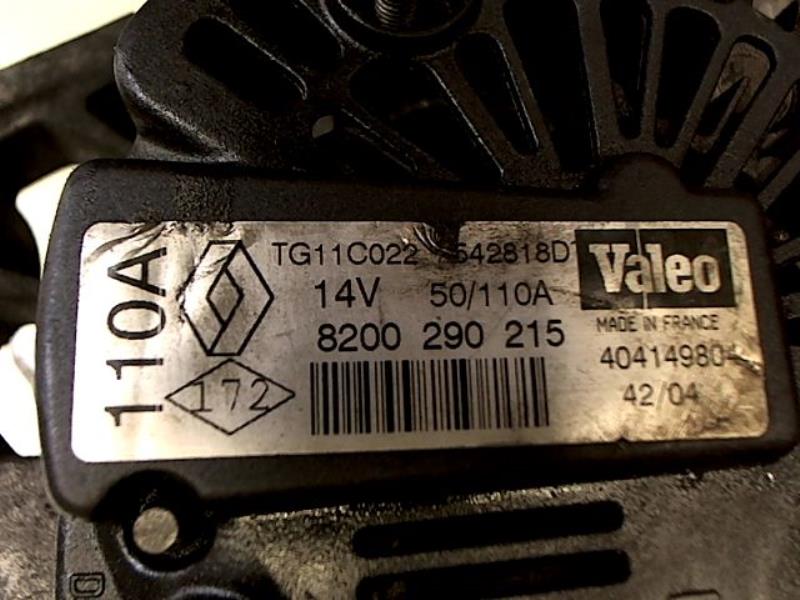 110A
TG11C022 542818D
Valeo
14V 50/110A
MADE IN FRANCE
8200 290 215
40414980
172
42/04